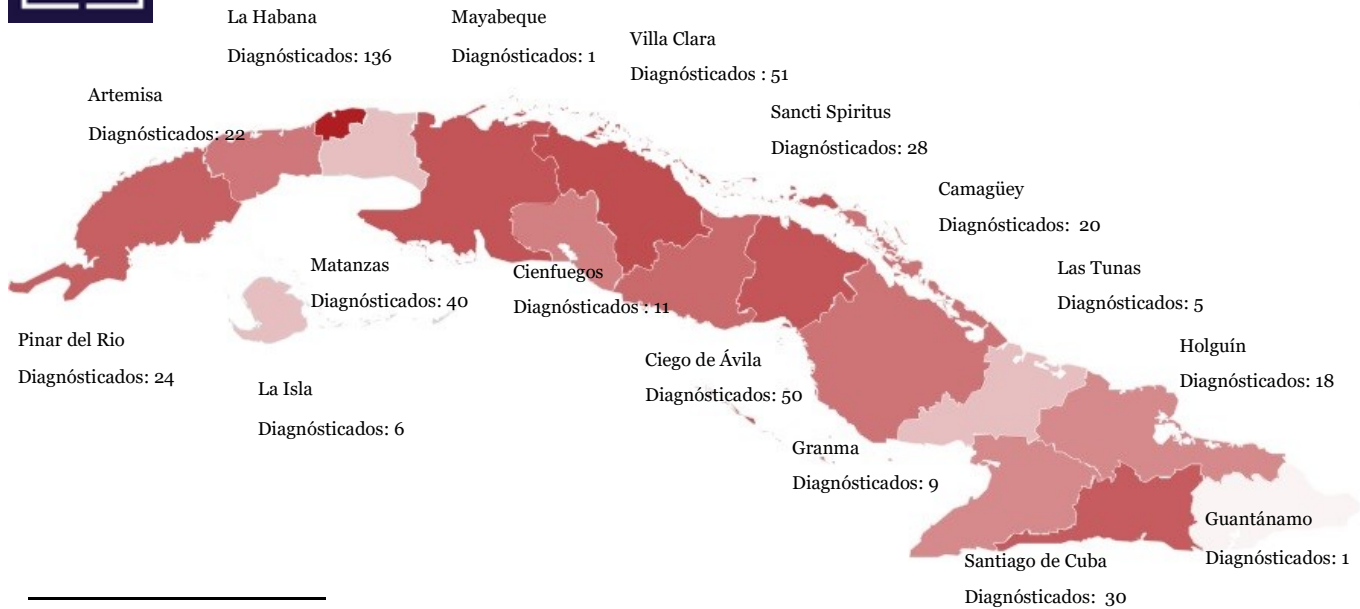 La Habana
Diagnósticados: 136
Mayabeque
Diagnósticados: 1
Villa Clara
Diagnósticados : 51
Artemisa
Diagnósticados: 22
Sancti Spiritus
Diagnósticados: 28
Camagüey
Diagnósticados: 20
Matanzas
Diagnósticados: 40
Cienfuegos
Diagnósticados : 11
Las Tunas
Diagnósticados: 5
Pinar del Rio
Diagnósticados: 24
La Isla
Diagnósticados: 6
Ciego de Ávila
Diagnósticados: 50
Holguín
Diagnósticados: 18
Granma
Diagnósticados: 9
Guantánamo
Diagnósticados: 1
Santiago de Cuba
Diagnósticados: 30